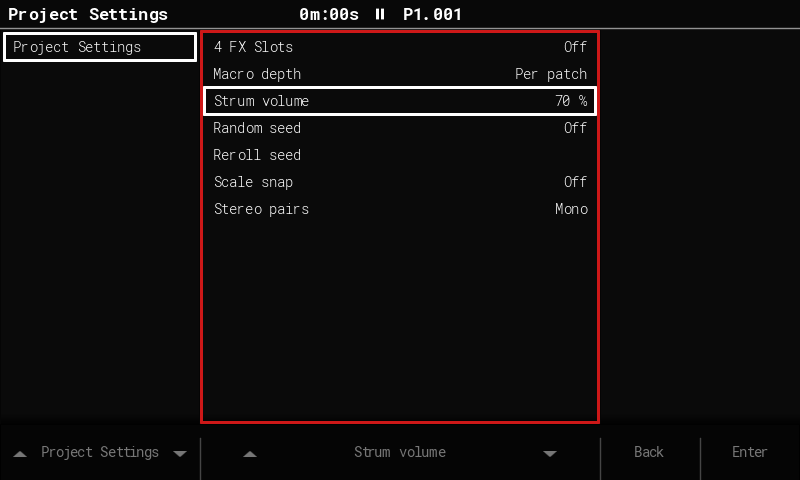 Project Settings 0m:00s P1.001
Project Settings
4 FX Slots Off
Macro depth Per patch
Strum volume 70 %
Random seed Off
Reroll seed
Scale snap Off
Stereo pairs Mono
Project Settings Strum volume Back Enter